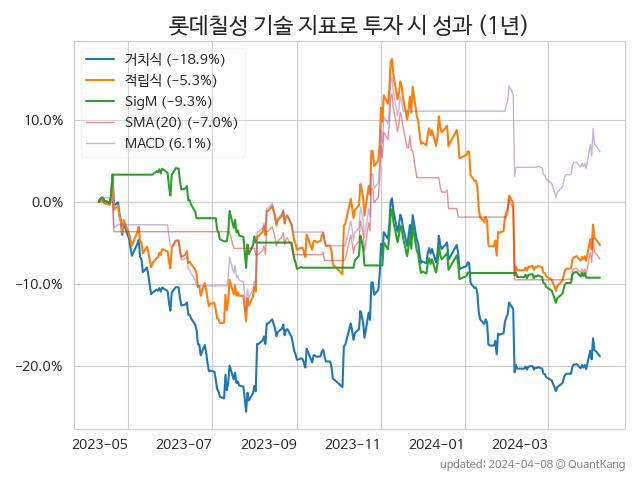 롯데칠성 기술 지표로 투자 시 성과 (1년)
거치식 (−18.9%)
적립식 (−5.3%)
SigM (−9.3%)
SMA(20) (−7.0%)
MACD (6.1%)
10.0%
0.0%
−10.0%
−20.0%
2023-05 2023-07 2023-09 2023-11 2024-01 2024-03
updated: 2024-04-08 © QuantKang